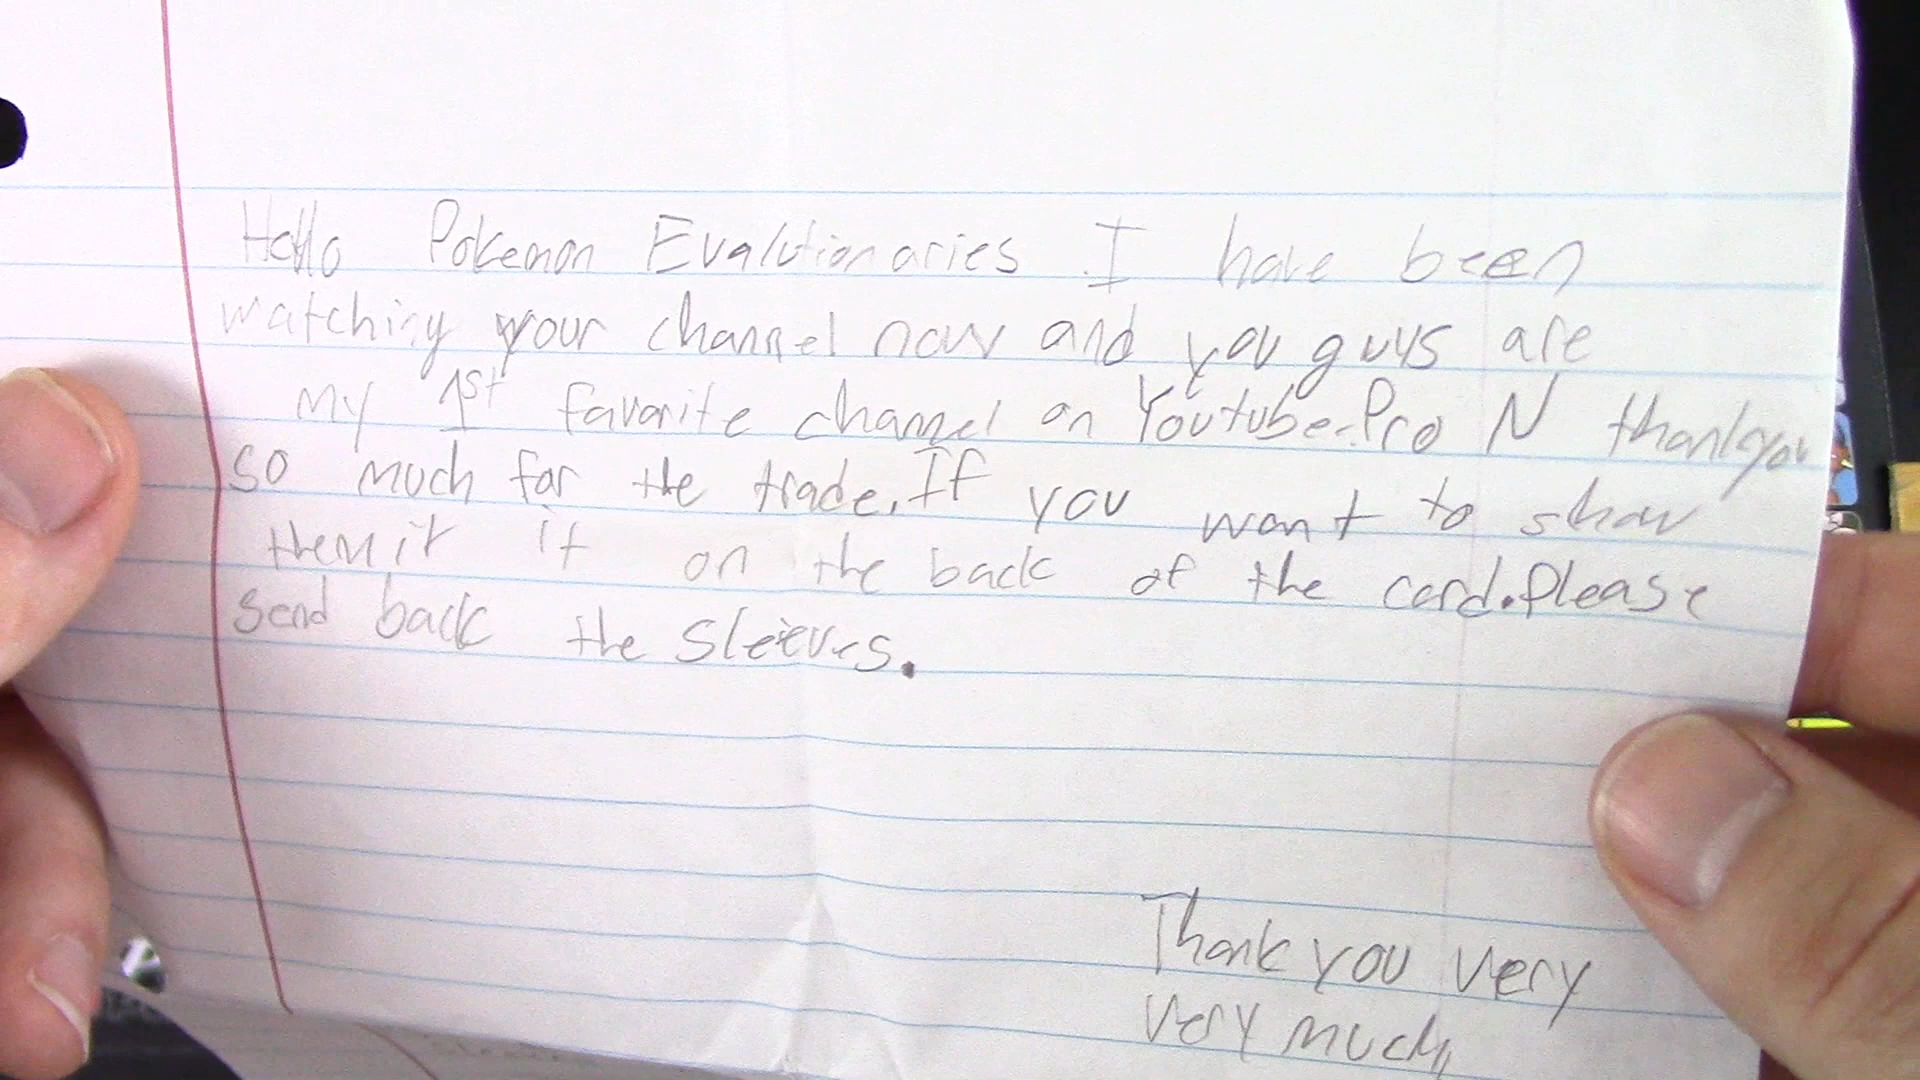 Hello Pokemon Evalutionaries I have been
watching your channel now and you guys are
my 1st favorite channel on Youtube. Pro N thankyou
so much for the trade. If you want to show
them it it on the back of the card. Please
send back the sleeves.
Thank you very
very much,